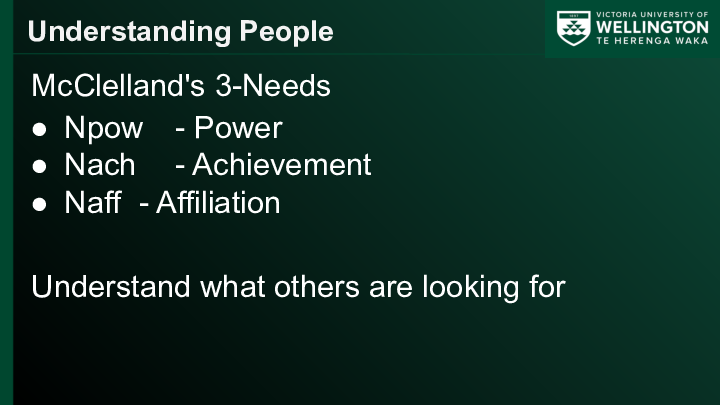 Understanding People
VICTORIA UNIVERSITY OF
WELLINGTON
TE HERENGA WAKA
McClelland's 3-Needs
● Npow - Power
● Nach - Achievement
● Naff - Affiliation
Understand what others are looking for